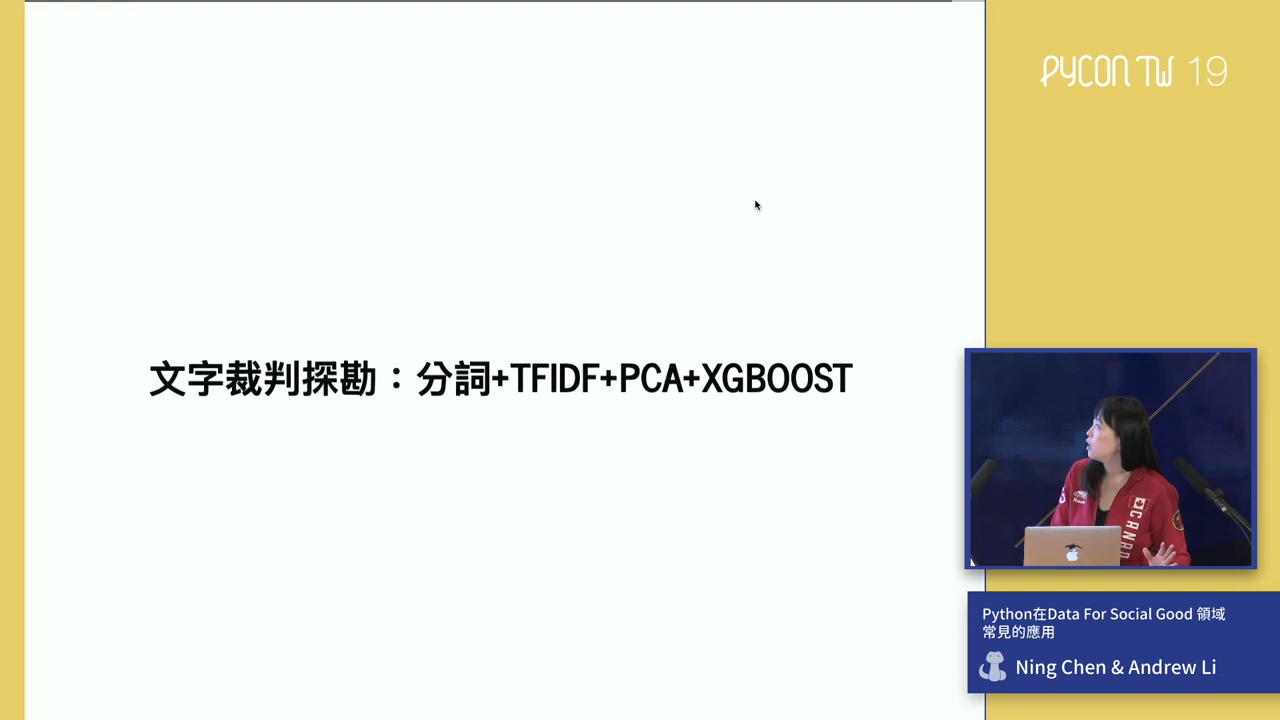 文字裁判探勘：分詞+TFIDF+PCA+XGBOOST
PYCON TW 19
CANAD
Python在Data For Social Good 領域
常見的應用
Ning Chen & Andrew Li